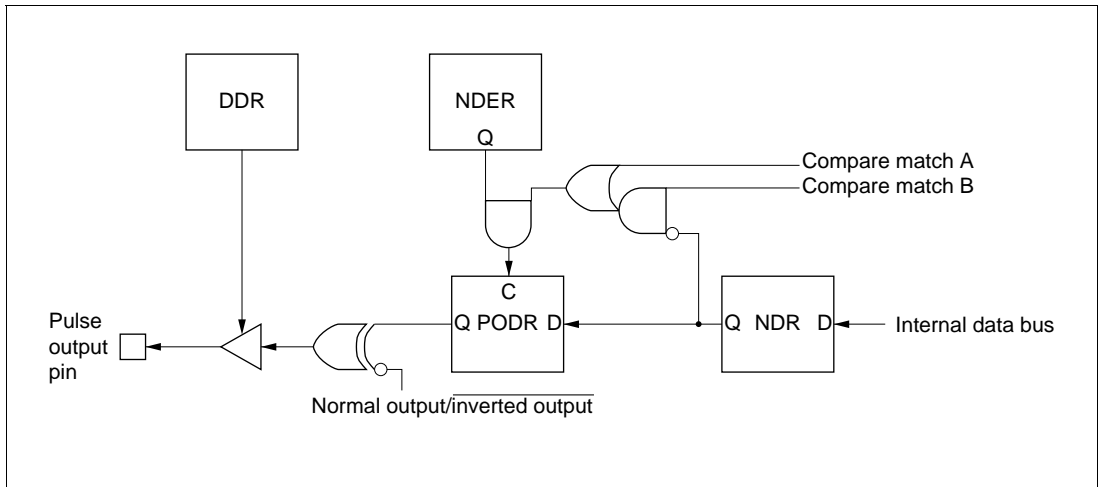 DDR
NDER
Q
Compare match A
Compare match B
C
Q PODR D
Q NDR D
Internal data bus
Pulse
output
pin
Normal output/inverted output